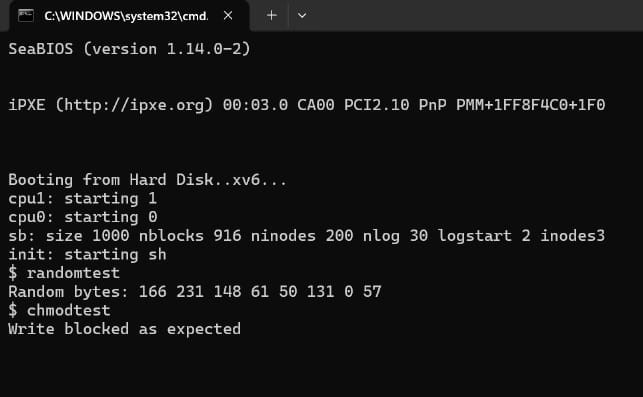 C:\WINDOWS\system32\cmd.
SeaBIOS (version 1.14.0-2)
iPXE (http://ipxe.org) 00:03.0 CA00 PCI2.10 PnP PMM+1FF8F4C0+1F0
Booting from Hard Disk..xv6...
cpu1: starting 1
cpu0: starting 0
sb: size 1000 nblocks 916 ninodes 200 nlog 30 logstart 2 inodes3
init: starting sh
$ randomtest
Random bytes: 166 231 148 61 50 131 0 57
$ chmodtest
Write blocked as expected